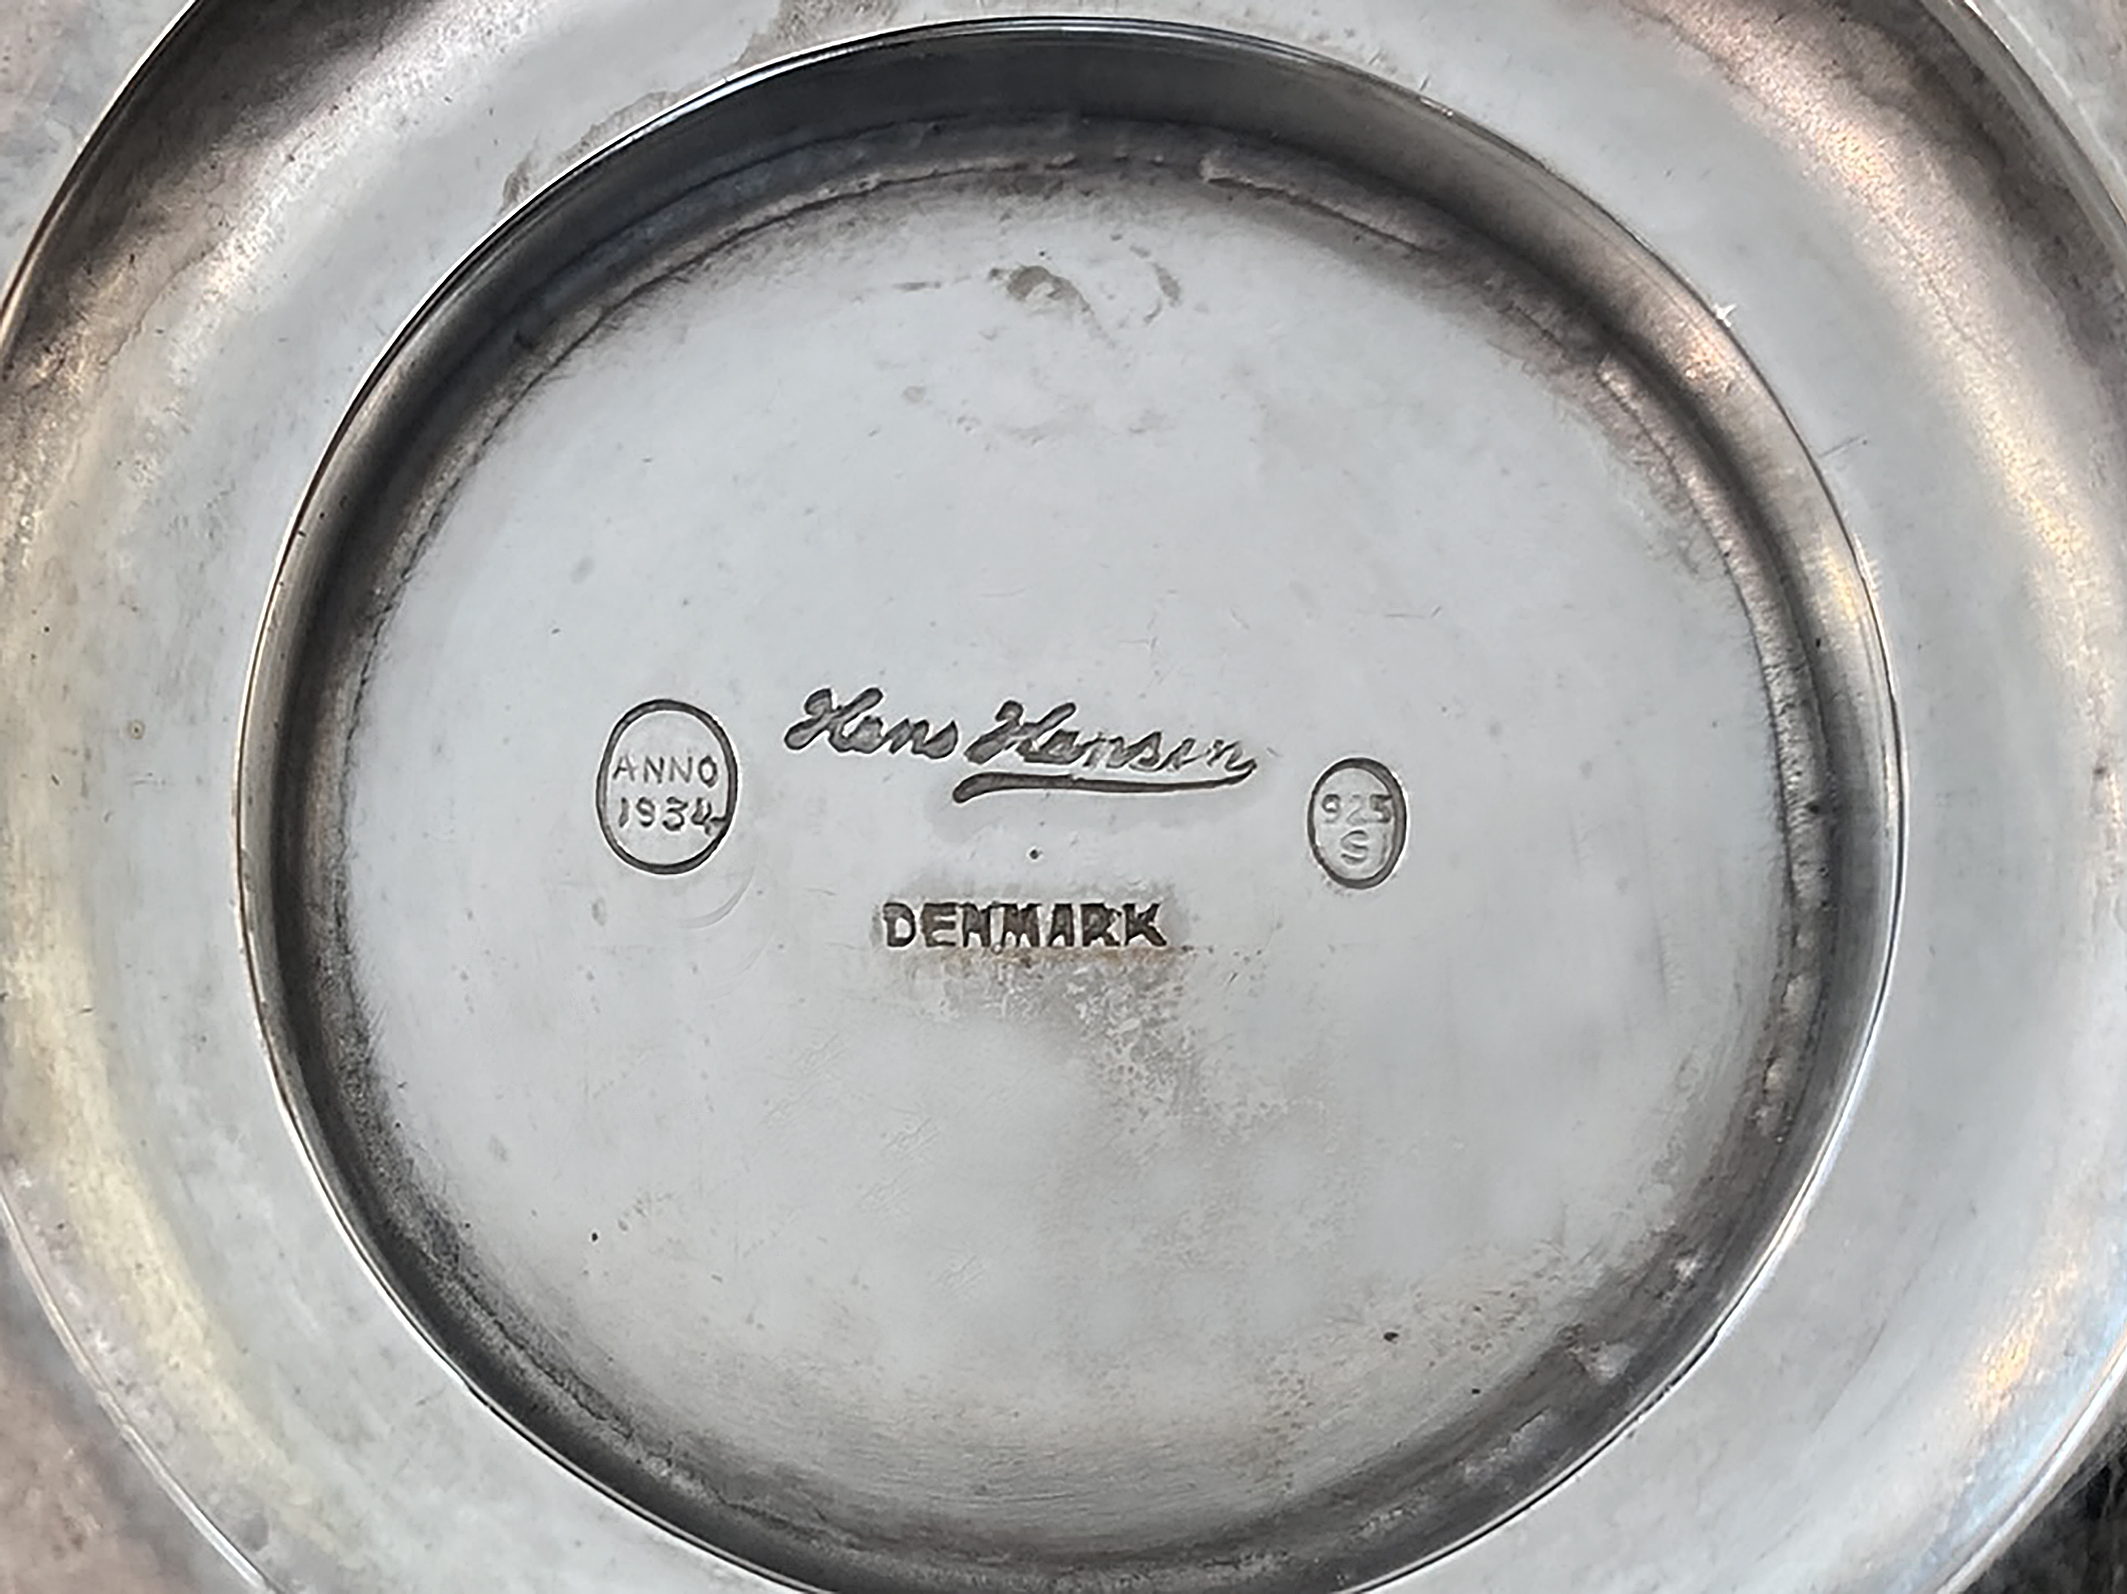 Hans Hansen
ANNO
1934
925
S
DENMARK